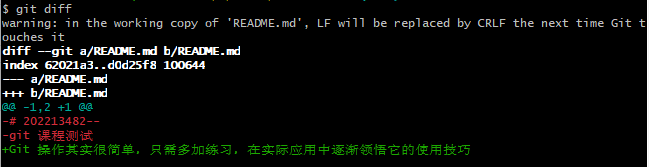 $ git diff
warning: in the working copy of 'README.md', LF will be replaced by CRLF the next time Git t
ouches it
diff --git a/README.md b/README.md
index 62021a3..d0d25f8 100644
--- a/README.md
+++ b/README.md
@@ -1,2 +1 @@
-# 202213482--
-git 课程测试
+Git 操作其实很简单，只需多加练习，在实际应用中逐渐领悟它的使用技巧